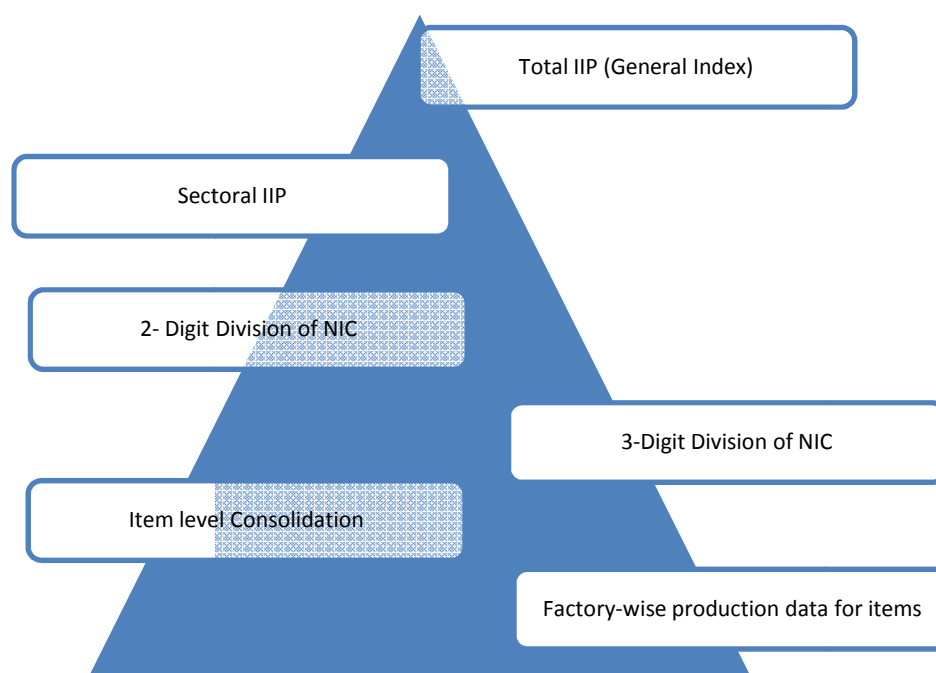 Total IIP (General Index)
Sectoral IIP
2- Digit Division of NIC
3-Digit Division of NIC
Item level Consolidation
Factory-wise production data for items